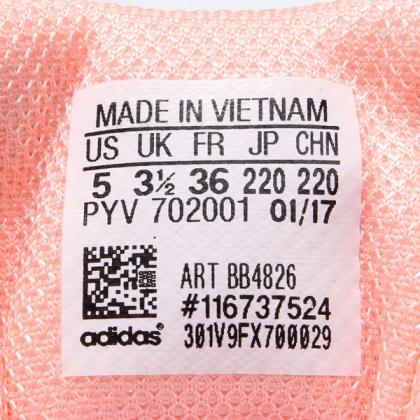 MADE IN VIETNAM
US UK FR JP CHN
5 3½ 36 220 220
PYV 702001 01/17
ART BB4826
#116737524
adidas® 301V9FX700029